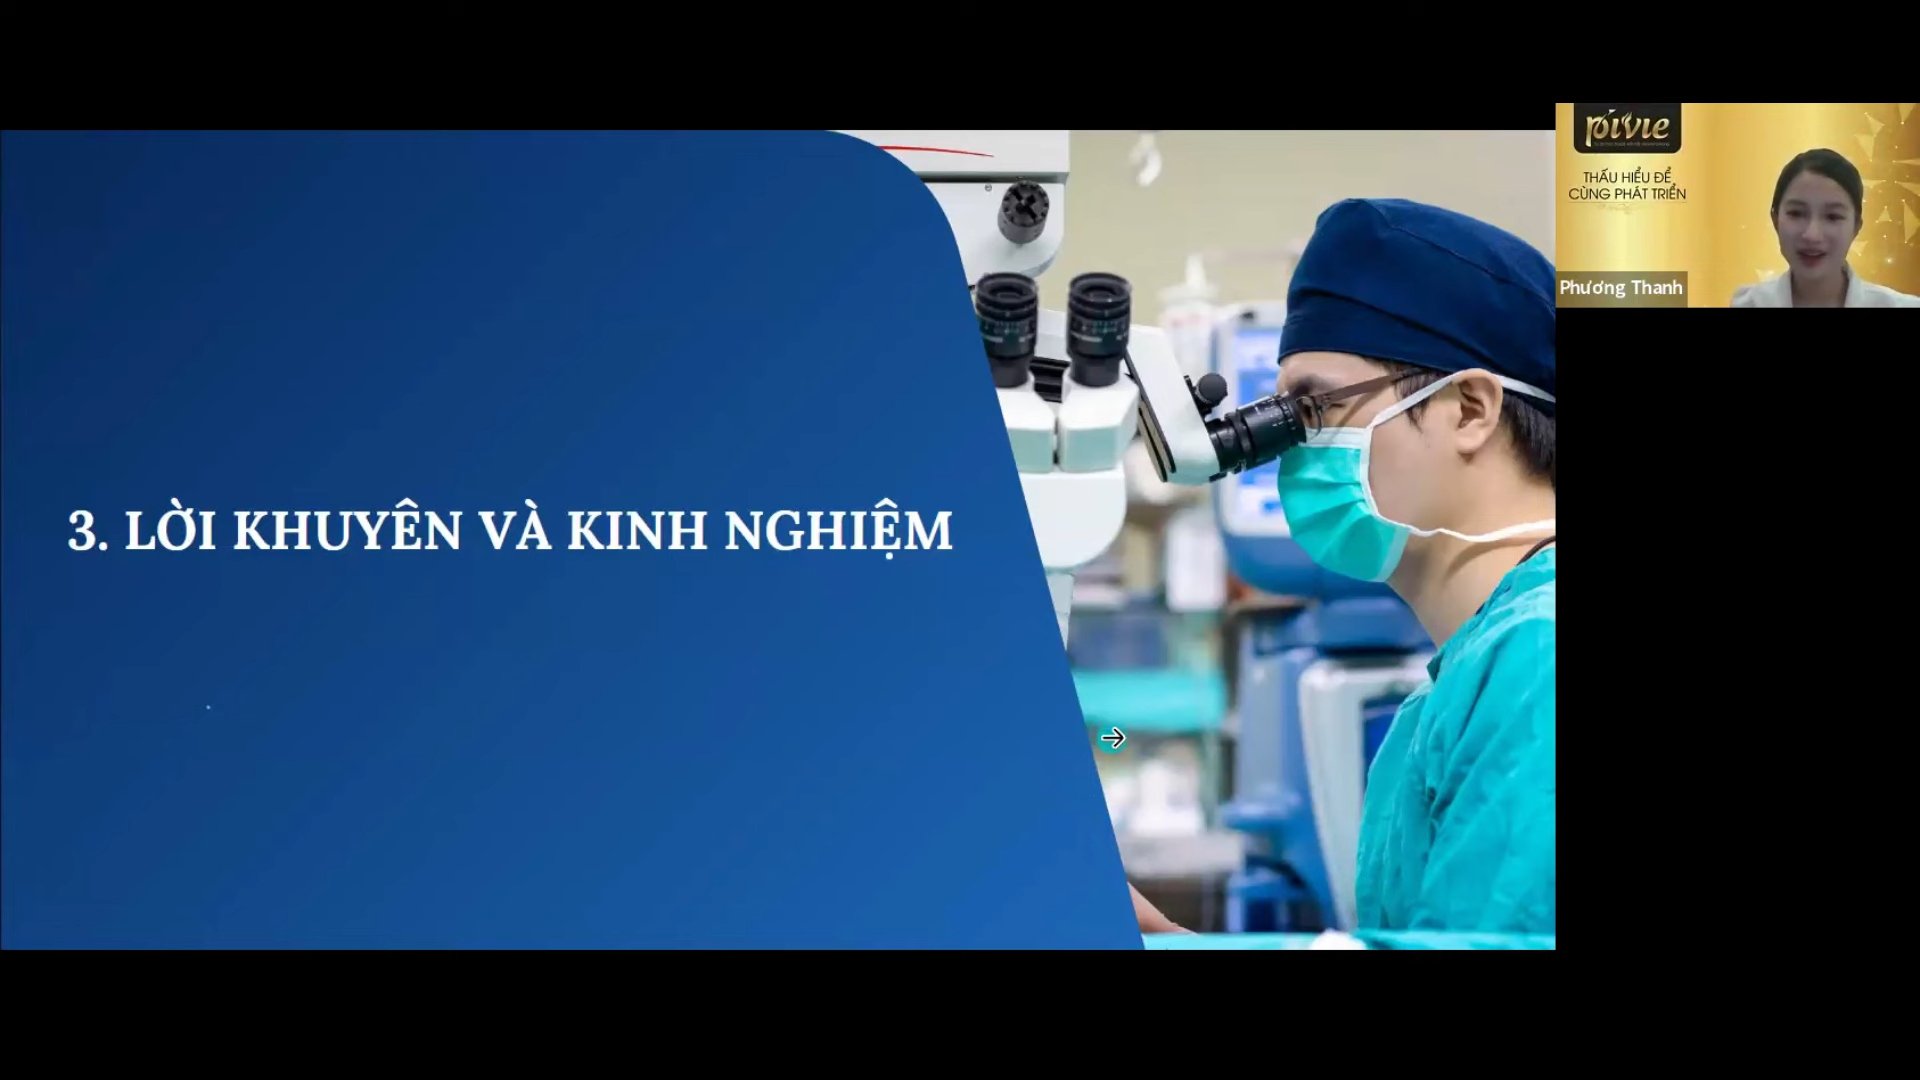 3. LỜI KHUYÊN VÀ KINH NGHIỆM
pivie
THẤU HIỂU ĐỂ
CÙNG PHÁT TRIỂN
Phương Thanh